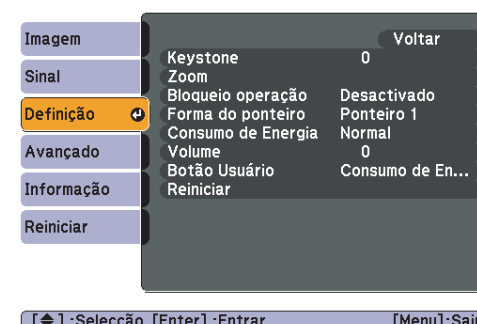 Imagem
Sinal
Definição
Avançado
Informação
Reiniciar
Voltar
Keystone 0
Zoom
Bloqueio operação Desactivado
Forma do ponteiro Ponteiro 1
Consumo de Energia Normal
Volume 0
Botão Usuário Consumo de En...
Reiniciar
[ ] :Selecção [Enter] :Entrar [Menu]:Sair